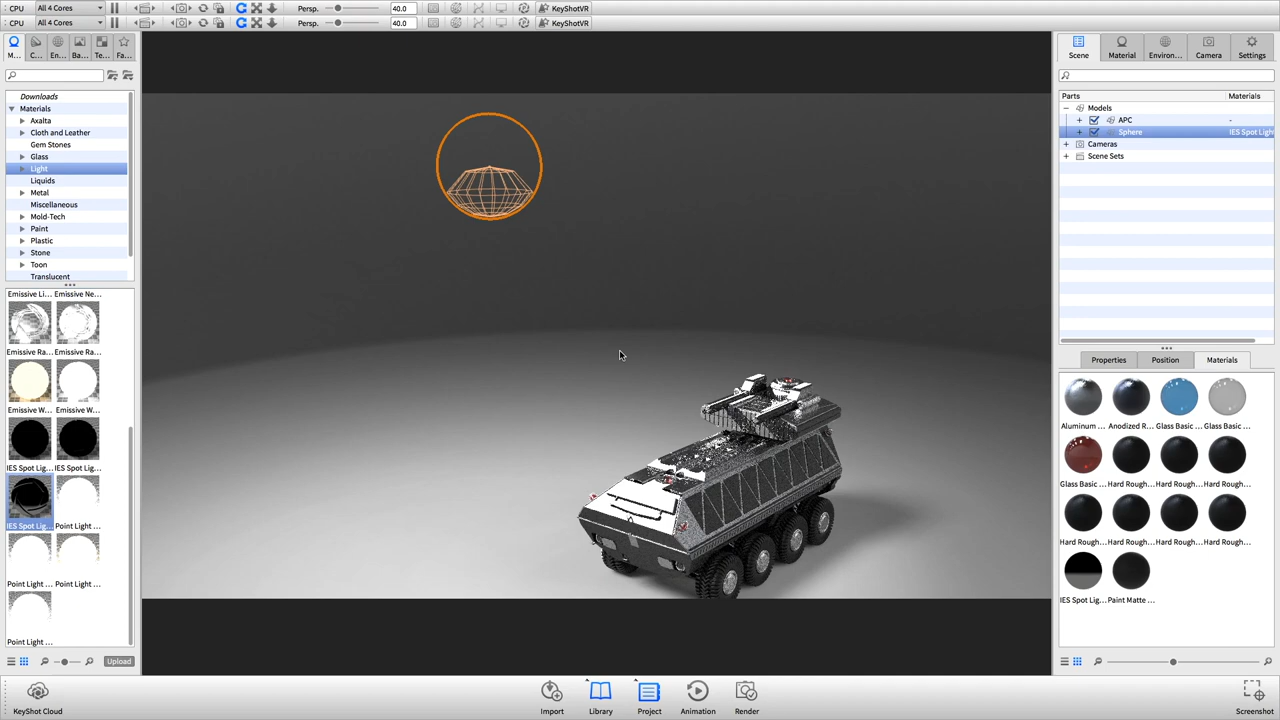 CPU All 4 Cores Persp. 40.0 KeyShotVR
CPU All 4 Cores Persp. 40.0 KeyShotVR
M... C... En... Ba... Te... Fa...
Downloads
Materials
Axalta
Cloth and Leather
Gem Stones
Glass
Light
Liquids
Metal
Miscellaneous
Mold-Tech
Paint
Plastic
Stone
Toon
Translucent
Emissive Li... Emissive Ne...
Emissive Ra... Emissive Ra...
Emissive W... Emissive W...
IES Spot Lig... IES Spot Lig...
IES Spot Lig... Point Light ...
Point Light ... Point Light ...
Point Light ...
Upload
Scene Material Environ... Camera Settings
Parts Materials
Models
APC -
Sphere IES Spot Ligh
Cameras
Scene Sets
Properties Position Materials
Aluminum ... Anodized R... Glass Basic ... Glass Basic ...
Glass Basic ... Hard Rough... Hard Rough... Hard Rough...
Hard Rough... Hard Rough... Hard Rough... Hard Rough...
IES Spot Lig... Paint Matte ...
KeyShot Cloud Import Library Project Animation Render Screenshot